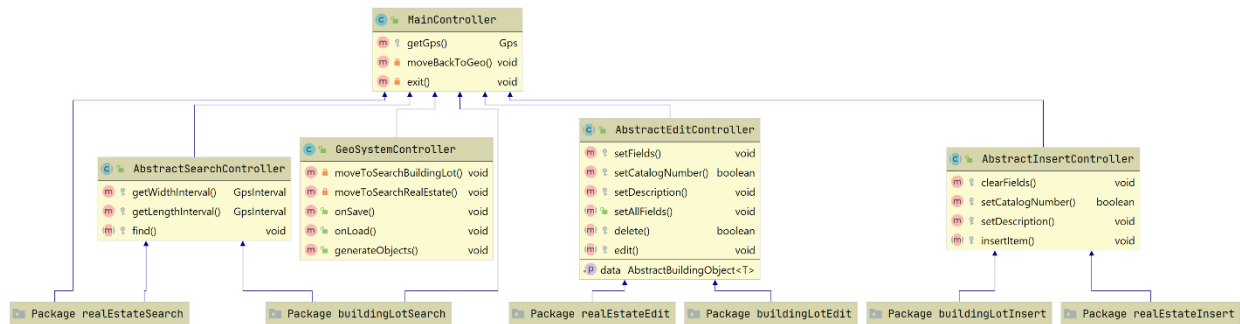 MainController
getGps() Gps
moveBackToGeo() void
exit() void
AbstractSearchController
getWidthInterval() GpsInterval
getLengthInterval() GpsInterval
find() void
GeoSystemController
moveToSearchBuildingLot() void
moveToSearchRealEstate() void
onSave() void
onLoad() void
generateObjects() void
AbstractEditController
setFields() void
setCatalogNumber() boolean
setDescription() void
setAllFields() void
delete() boolean
edit() void
data AbstractBuildingObject<T>
AbstractInsertController
clearFields() void
setCatalogNumber() boolean
setDescription() void
insertItem() void
Package realEstateSearch
Package buildingLotSearch
Package realEstateEdit
Package buildingLotEdit
Package buildingLotInsert
Package realEstateInsert